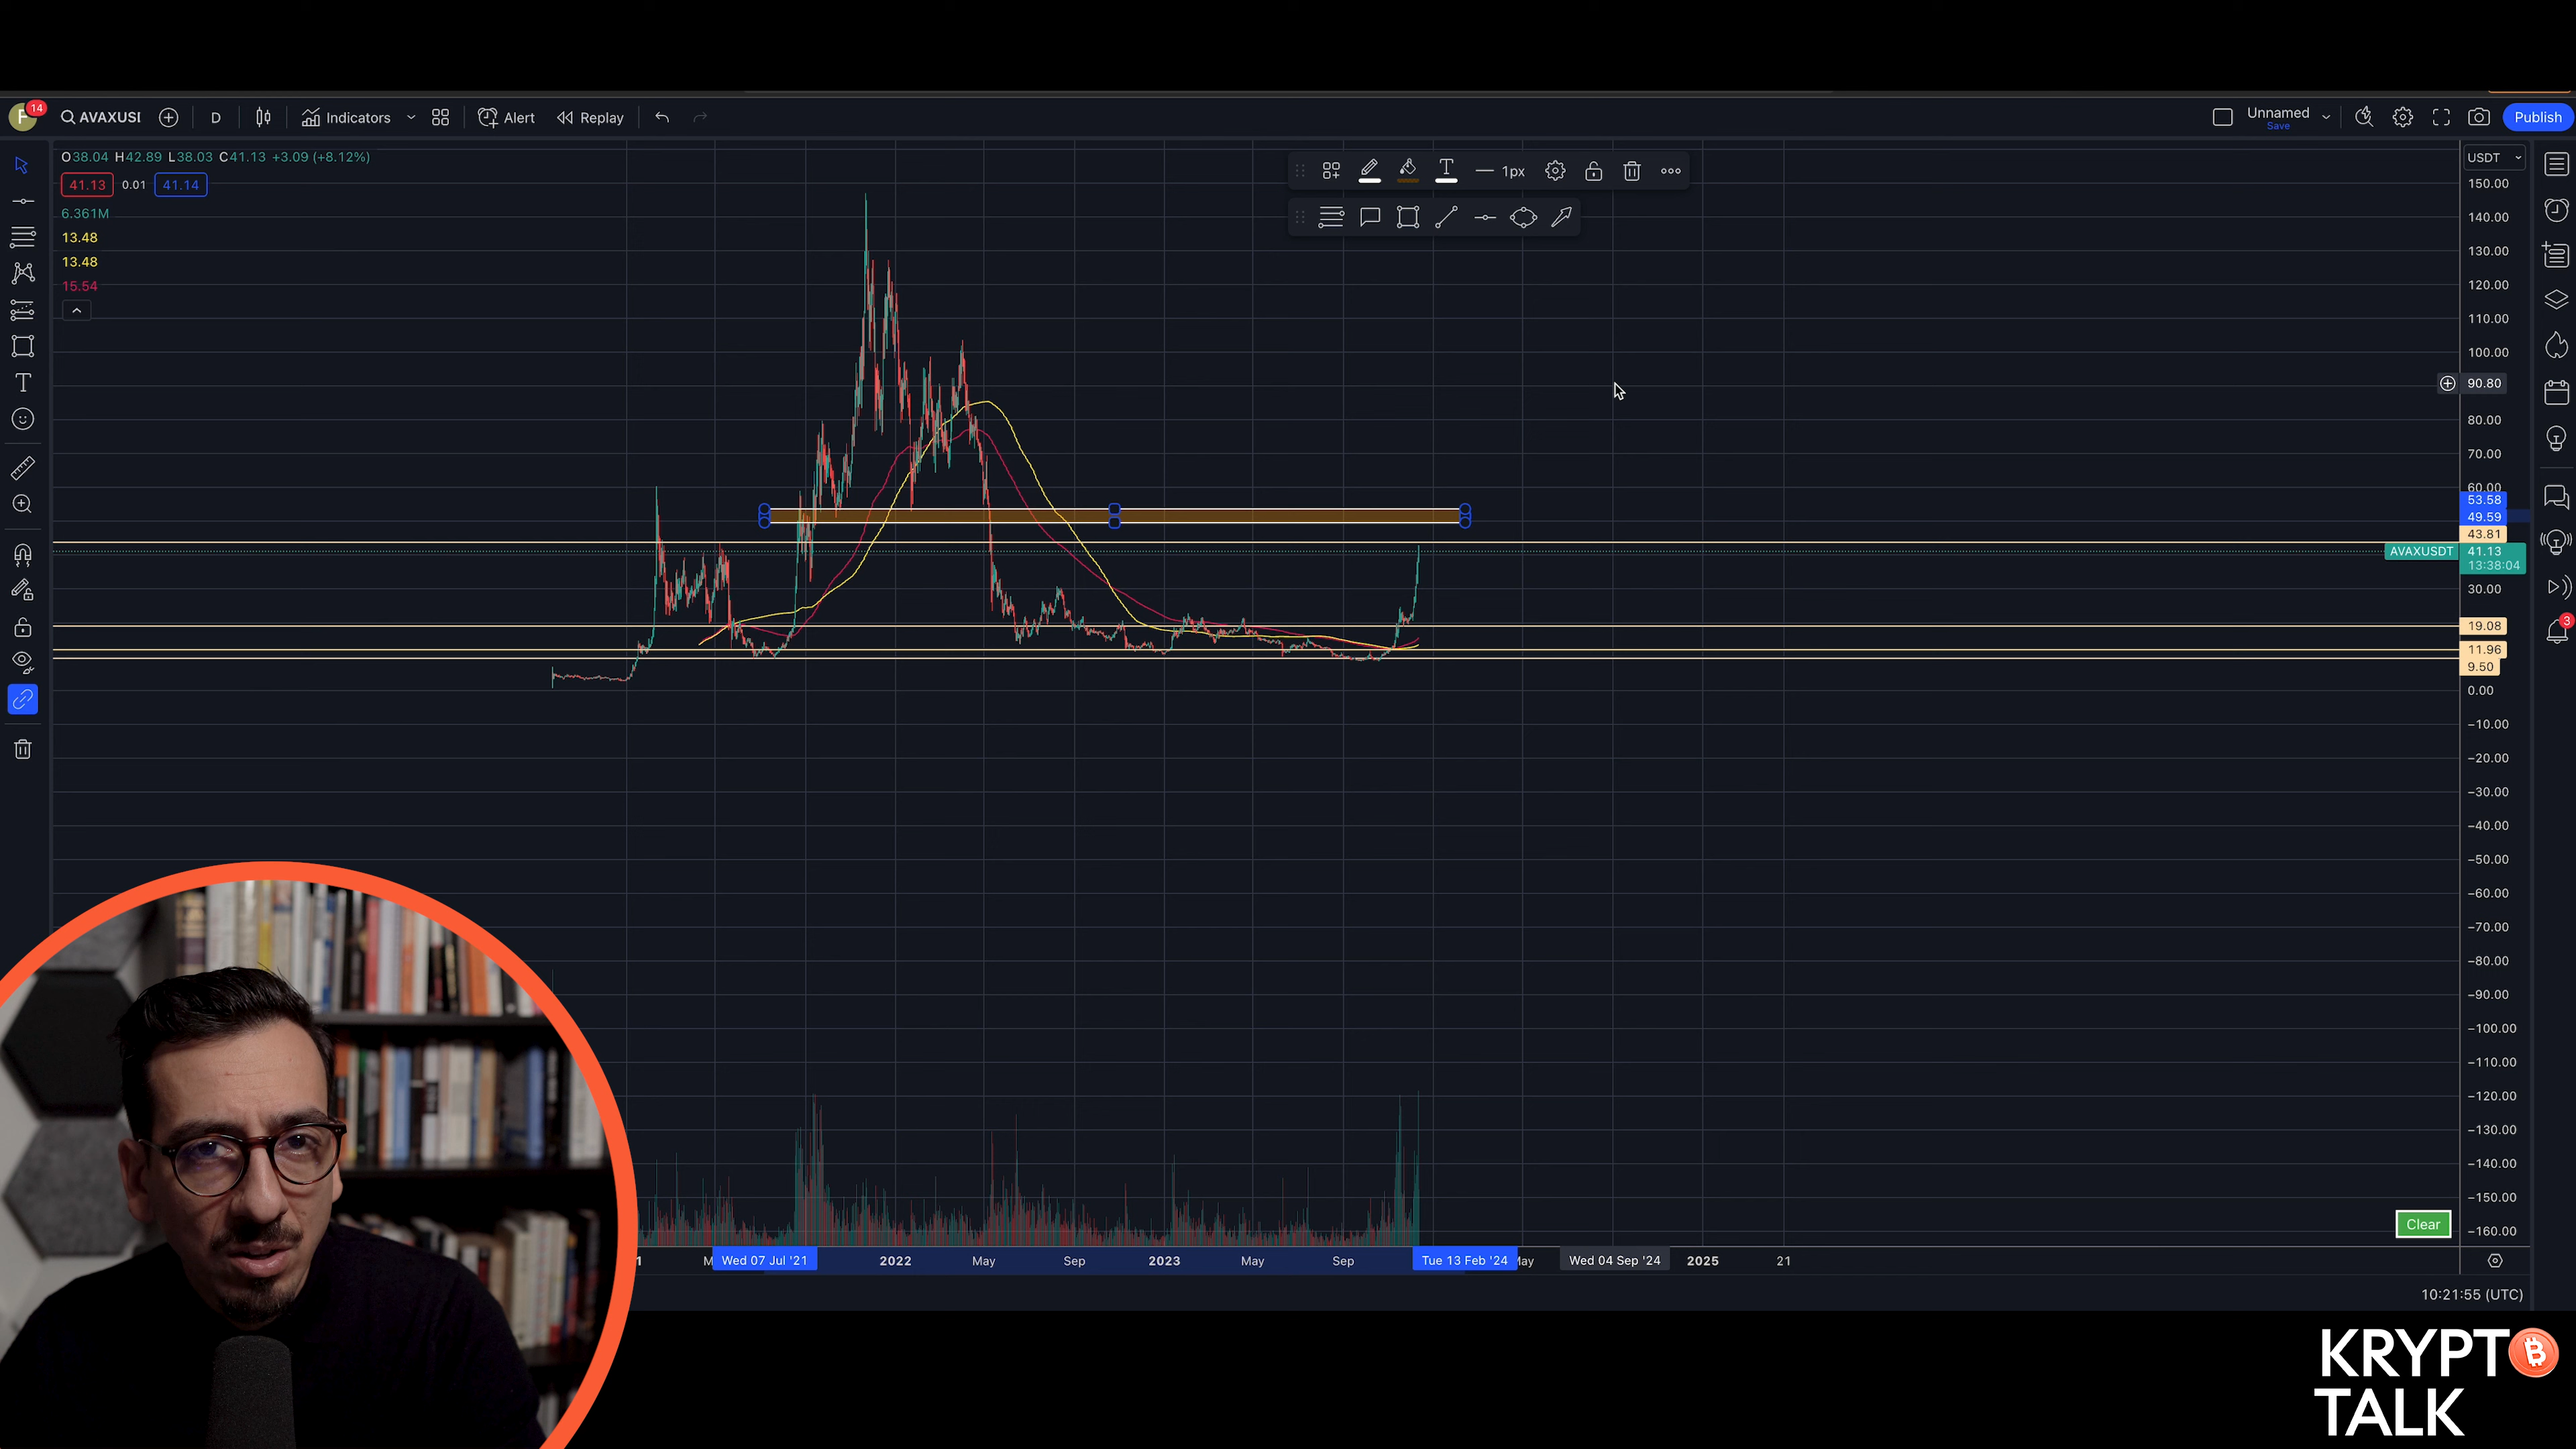 14
AVAXUSI
D
Indicators
Alert
Replay
Unnamed
Save
Publish
O38.04 H42.89 L38.03 C41.13 +3.09 (+8.12%)
41.13 0.01 41.14
6.361M
13.48
13.48
15.54
1px
USDT
150.00
140.00
130.00
120.00
110.00
100.00
90.80
80.00
70.00
60.00
53.58
49.59
43.81
AVAXUSDT 41.13
13:38:04
30.00
19.08
11.96
9.50
0.00
−10.00
−20.00
−30.00
−40.00
−50.00
−60.00
−70.00
−80.00
−90.00
−100.00
−110.00
−120.00
−130.00
−140.00
−150.00
−160.00
3
Clear
Wed 07 Jul '21 2022 May Sep 2023 May Sep Tue 13 Feb '24 May Wed 04 Sep '24 2025 21
10:21:55 (UTC)
KRYPTO
TALK